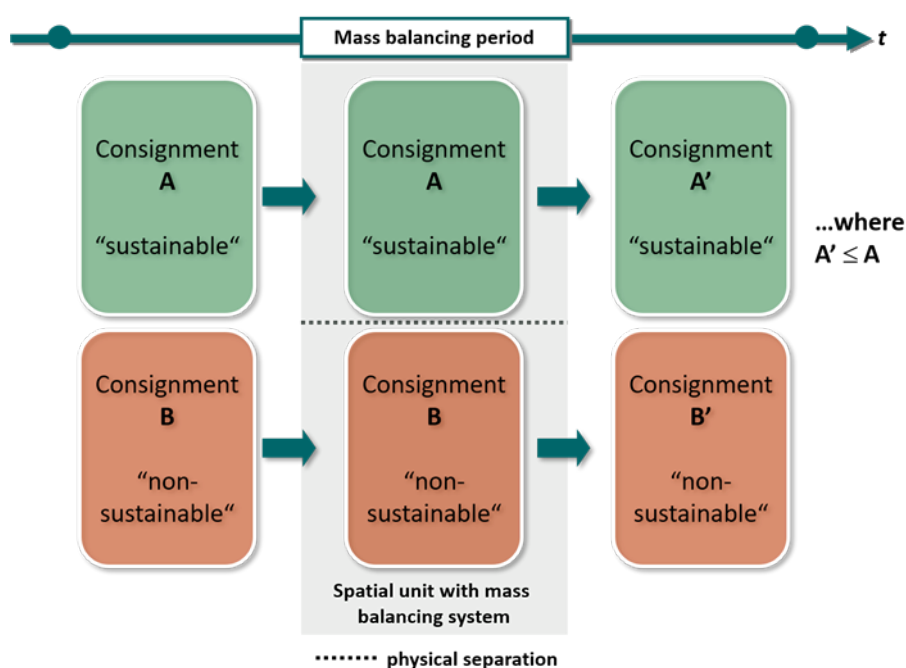 Mass balancing period
t
Consignment
A
“sustainable“
Consignment
A
“sustainable“
Consignment
A’
“sustainable“
...where
A’ ≤ A
Consignment
B
“non-
sustainable“
Consignment
B
“non-
sustainable“
Consignment
B’
“non-
sustainable“
Spatial unit with mass
balancing system
physical separation